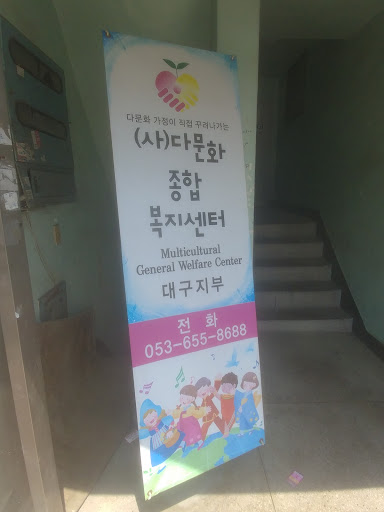 다문화 가정이 직접 꾸려나가는
(사)다문화
종합
복지센터
Multicultural
General Welfare Center
대구지부
전 화
053-655-8688